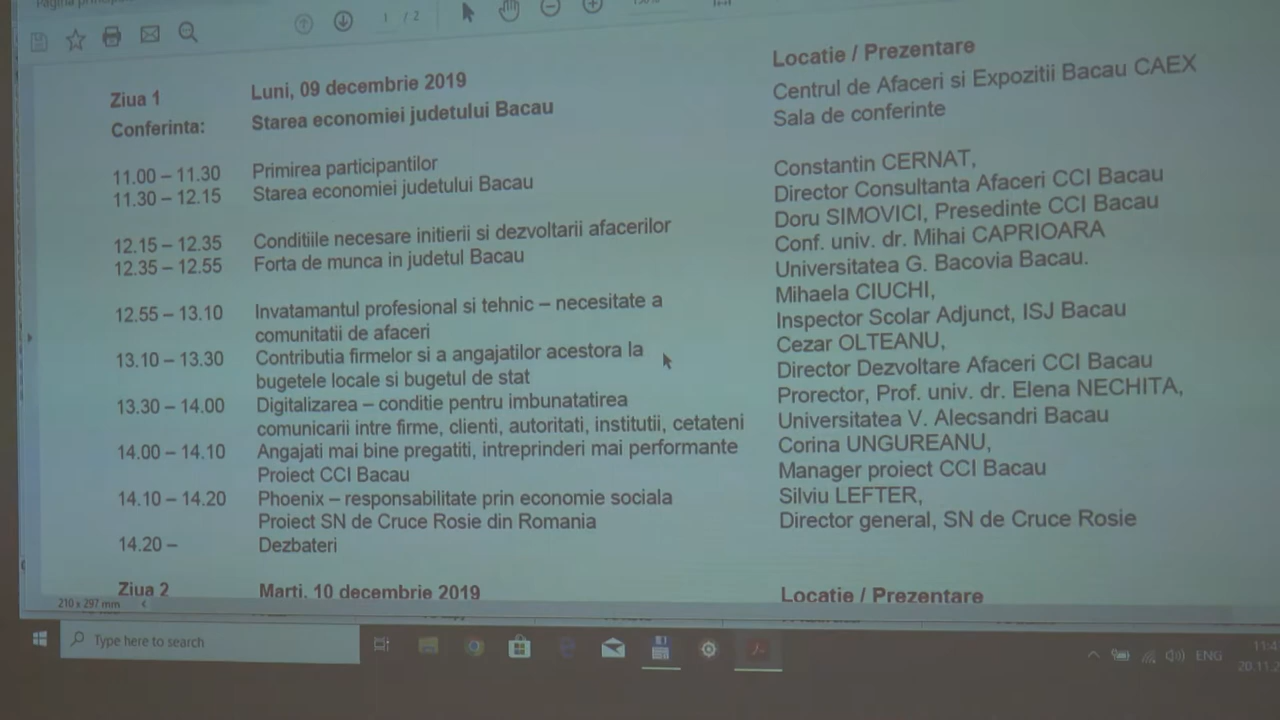 1 / 2
Locatie / Prezentare
Ziua 1 Luni, 09 decembrie 2019 Centrul de Afaceri si Expozitii Bacau CAEX
Conferinta: Starea economiei judetului Bacau Sala de conferinte
11.00 – 11.30 Primirea participantilor Constantin CERNAT,
11.30 – 12.15 Starea economiei judetului Bacau Director Consultanta Afaceri CCI Bacau
Doru SIMOVICI, Presedinte CCI Bacau
12.15 – 12.35 Conditiile necesare initierii si dezvoltarii afacerilor Conf. univ. dr. Mihai CAPRIOARA
12.35 – 12.55 Forta de munca in judetul Bacau Universitatea G. Bacovia Bacau.
Mihaela CIUCHI,
12.55 – 13.10 Invatamantul profesional si tehnic – necesitate a Inspector Scolar Adjunct, ISJ Bacau
comunitatii de afaceri Cezar OLTEANU,
13.10 – 13.30 Contributia firmelor si a angajatilor acestora la Director Dezvoltare Afaceri CCI Bacau
bugetele locale si bugetul de stat Prorector, Prof. univ. dr. Elena NECHITA,
13.30 – 14.00 Digitalizarea – conditie pentru imbunatatirea Universitatea V. Alecsandri Bacau
comunicarii intre firme, clienti, autoritati, institutii, cetateni Corina UNGUREANU,
14.00 – 14.10 Angajati mai bine pregatiti, intreprinderi mai performante Manager proiect CCI Bacau
Proiect CCI Bacau
14.10 – 14.20 Phoenix – responsabilitate prin economie sociala Silviu LEFTER,
Proiect SN de Cruce Rosie din Romania Director general, SN de Cruce Rosie
14.20 – Dezbateri
Ziua 2 Marti, 10 decembrie 2019 Locatie / Prezentare
210 x 297 mm
Type here to search ENG